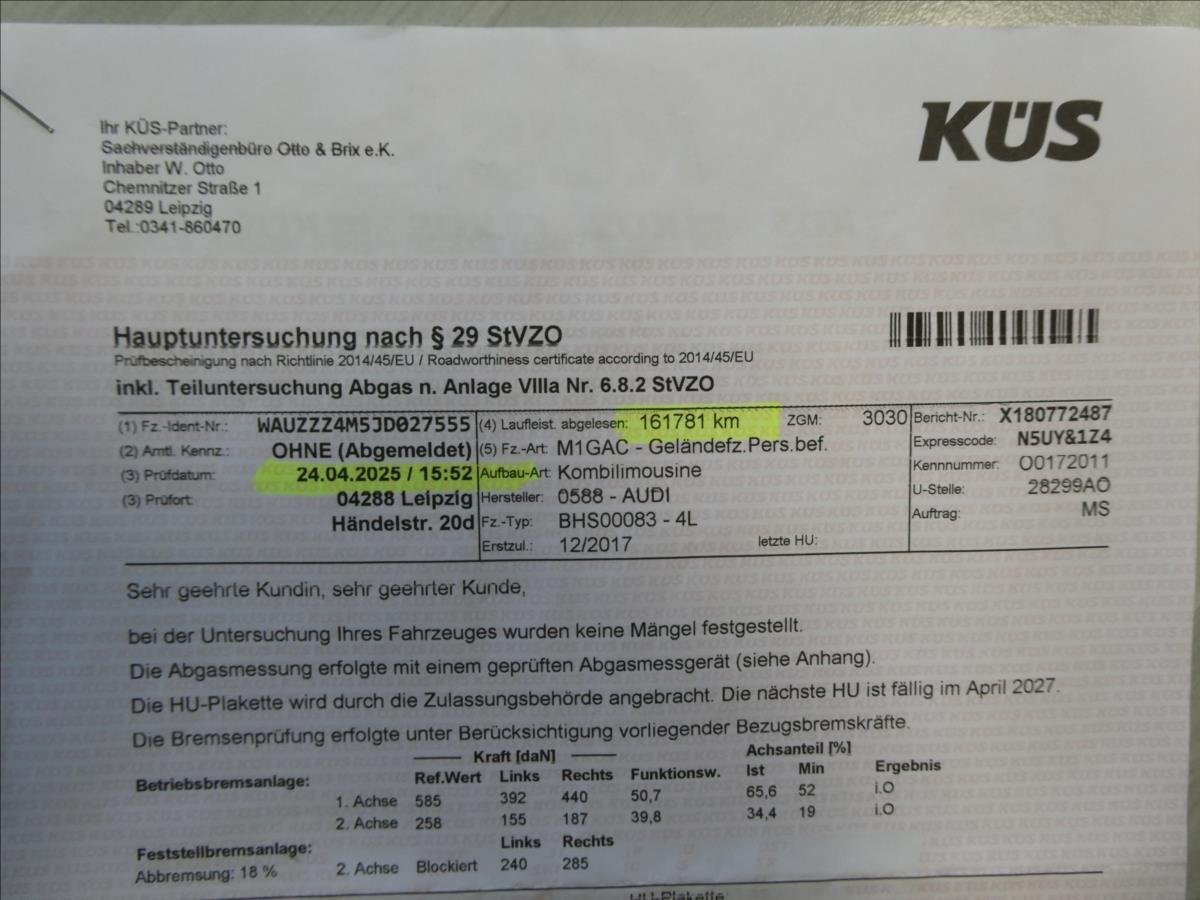 KÜS
Ihr KÜS-Partner:
Sachverständigenbüro Otto & Brix e.K.
Inhaber W. Otto
Chemnitzer Straße 1
04289 Leipzig
Tel.:0341-860470
Hauptuntersuchung nach § 29 StVZO
Prüfbescheinigung nach Richtlinie 2014/45/EU / Roadworthiness certificate according to 2014/45/EU
inkl. Teiluntersuchung Abgas n. Anlage VIIIa Nr. 6.8.2 StVZO
(1) Fz.-Ident-Nr.: WAUZZZ4M5JD027555 (4) Laufleist. abgelesen: 161781 km ZGM: 3030 Bericht-Nr.: X180772487
(2) Amtl. Kennz.: OHNE (Abgemeldet) (5) Fz.-Art: M1GAC - Geländefz.Pers.bef. Expresscode: N5UY&1Z4
(3) Prüfdatum: 24.04.2025 / 15:52 Aufbau-Art: Kombilimousine Kennnummer: O0172011
(3) Prüfort: 04288 Leipzig Hersteller: 0588 - AUDI U-Stelle: 28299AO
Händelstr. 20d Fz.-Typ: BHS00083 - 4L Auftrag: MS
Erstzul.: 12/2017 letzte HU:
Sehr geehrte Kundin, sehr geehrter Kunde,
bei der Untersuchung Ihres Fahrzeuges wurden keine Mängel festgestellt.
Die Abgasmessung erfolgte mit einem geprüften Abgasmessgerät (siehe Anhang).
Die HU-Plakette wird durch die Zulassungsbehörde angebracht. Die nächste HU ist fällig im April 2027.
Die Bremsenprüfung erfolgte unter Berücksichtigung vorliegender Bezugsbremskräfte.
Kraft [daN] Achsanteil [%]
Betriebsbremsanlage: Ref.Wert Links Rechts Funktionsw. Ist Min Ergebnis
1. Achse 585 392 440 50,7 65,6 52 i.O
2. Achse 258 155 187 39,8 34,4 19 i.O
Feststellbremsanlage: Links Rechts
Abbremsung: 18 % 2. Achse Blockiert 240 285
HU-Plakette: